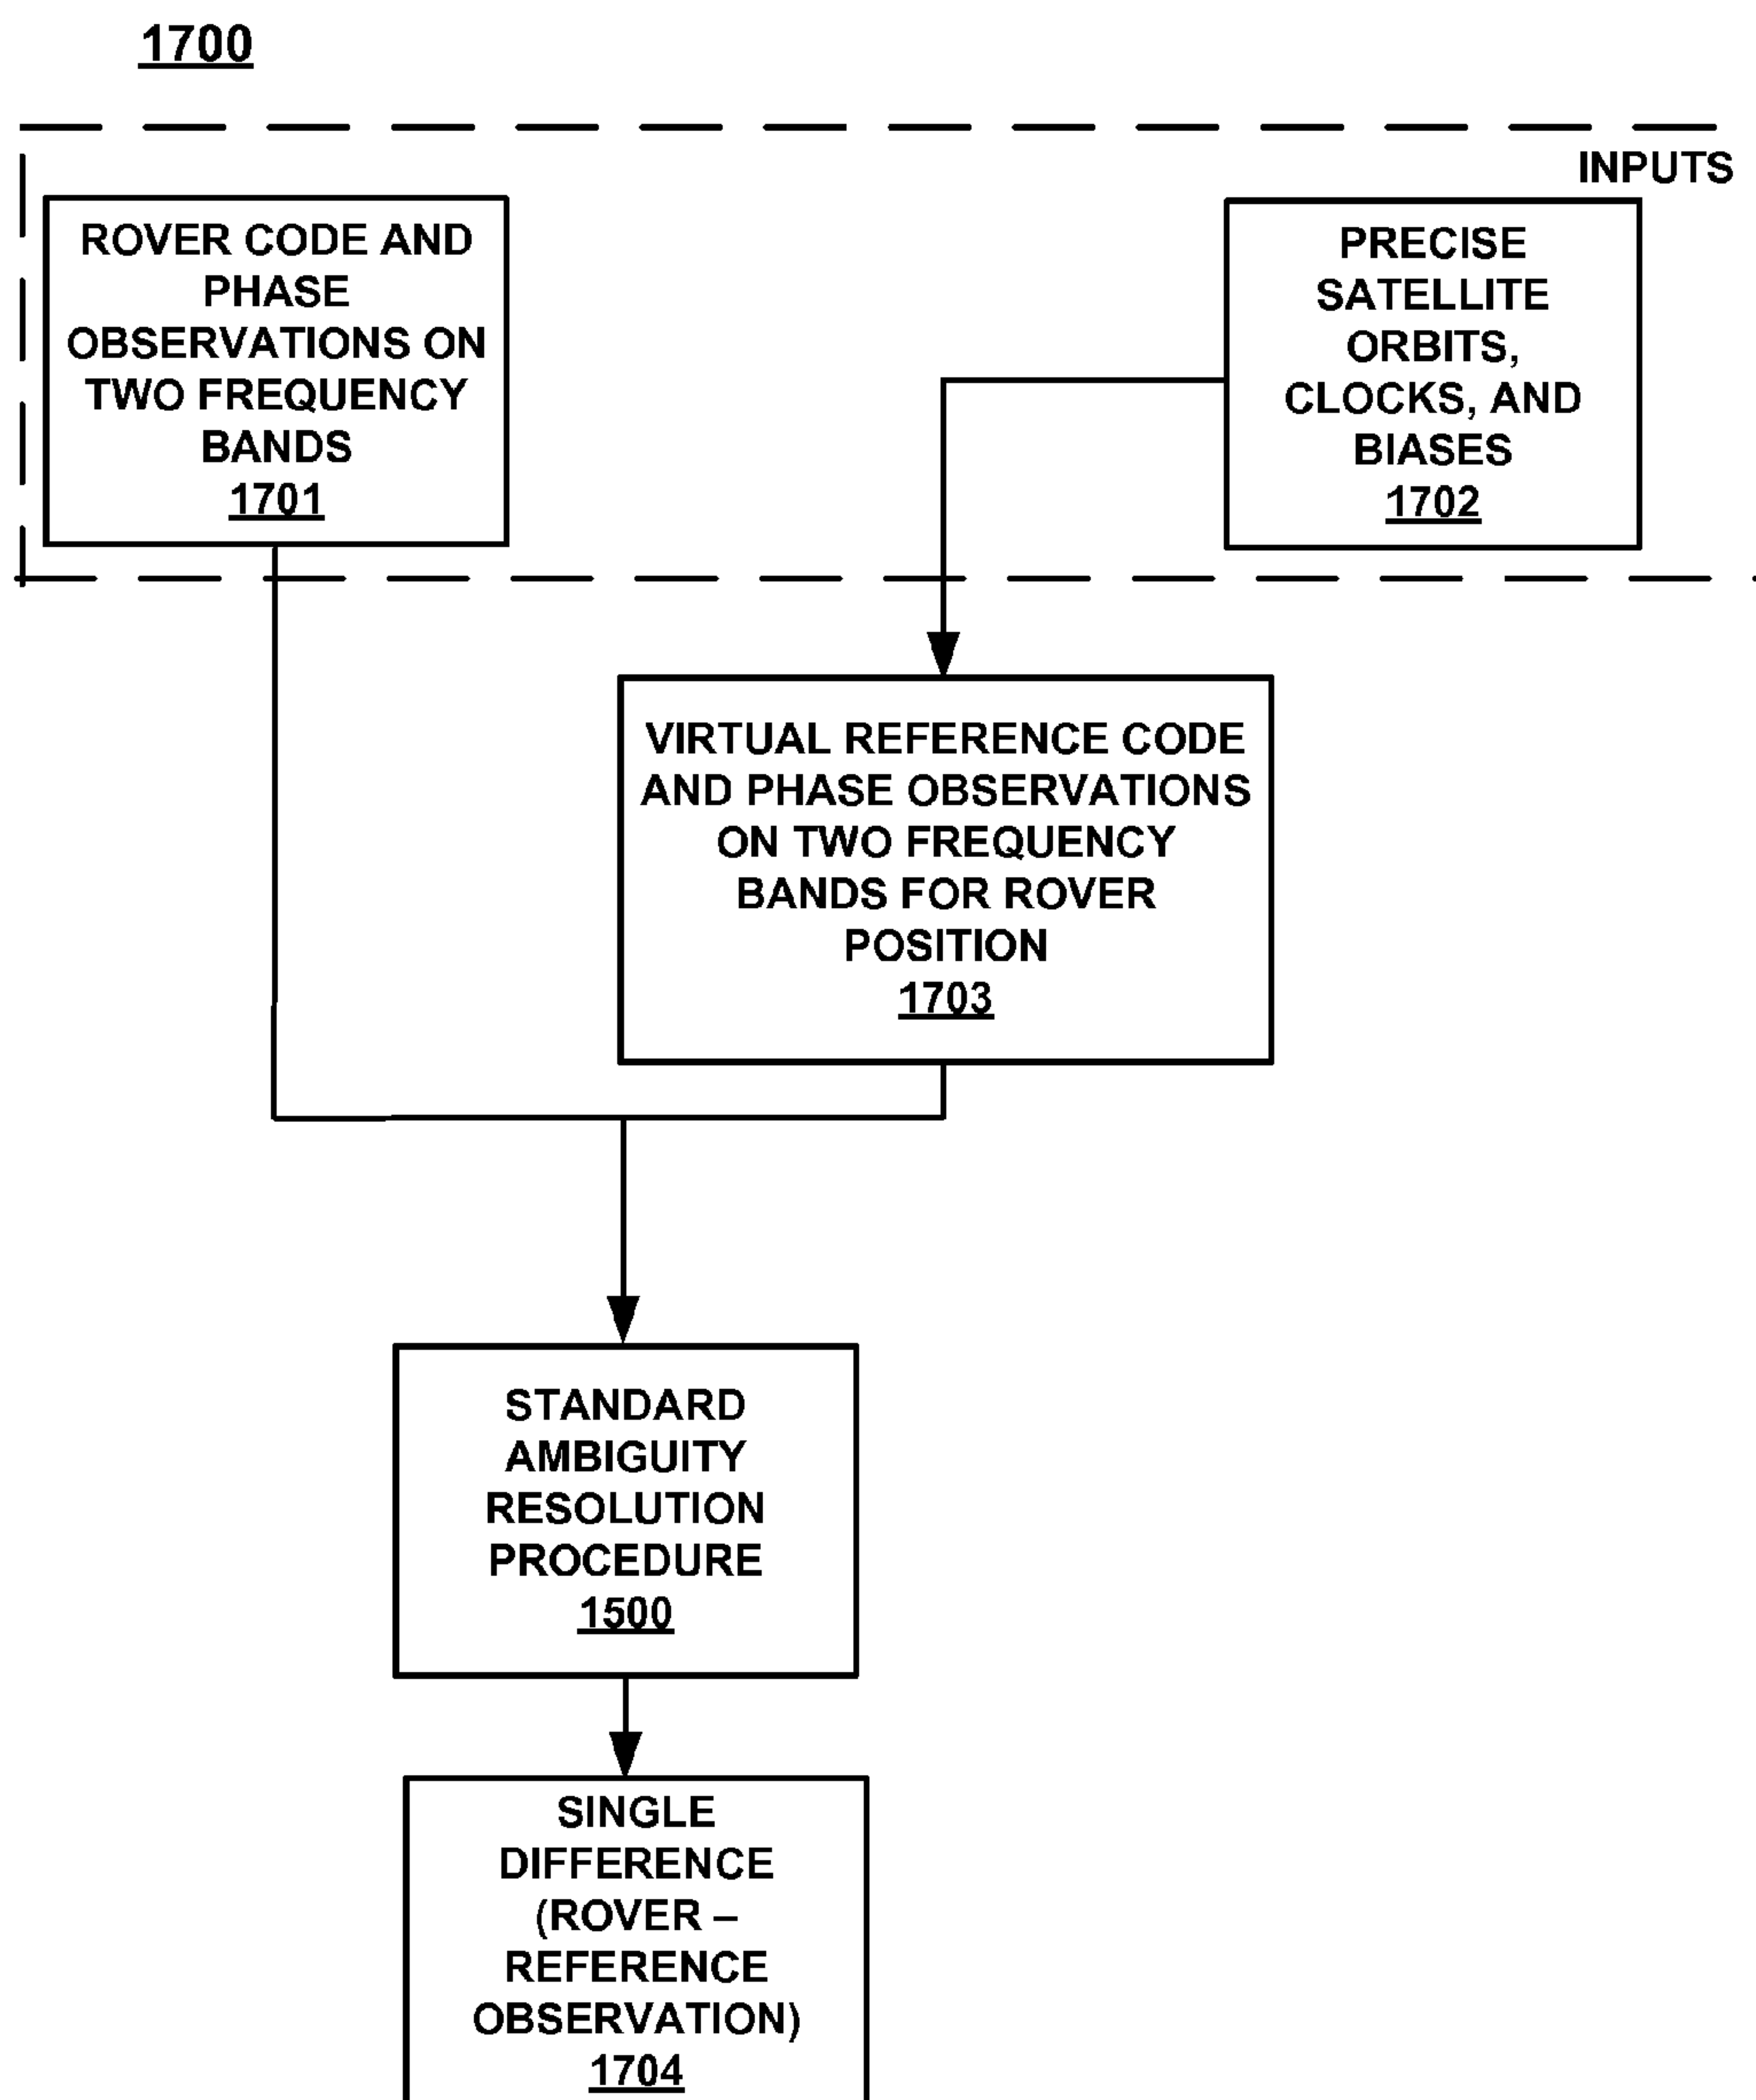 1700
INPUTS
ROVER CODE AND
PHASE
OBSERVATIONS ON
TWO FREQUENCY
BANDS
1701
PRECISE
SATELLITE
ORBITS,
CLOCKS, AND
BIASES
1702
VIRTUAL REFERENCE CODE
AND PHASE OBSERVATIONS
ON TWO FREQUENCY
BANDS FOR ROVER
POSITION
1703
STANDARD
AMBIGUITY
RESOLUTION
PROCEDURE
1500
SINGLE
DIFFERENCE
(ROVER –
REFERENCE
OBSERVATION)
1704